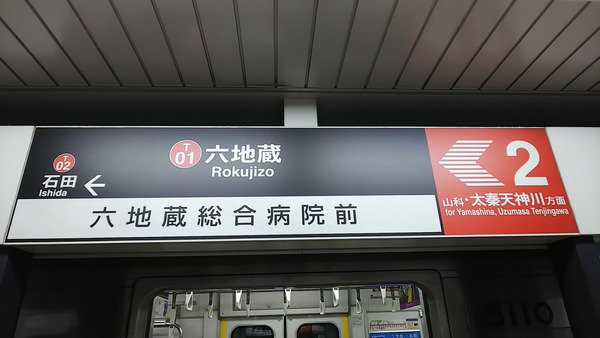 T
02
石田
Ishida
T
01
六地蔵
Rokujizo
六地蔵総合病院前
2
山科・太秦天神川方面
for Yamashina, Uzumasa Tenjingawa
5110